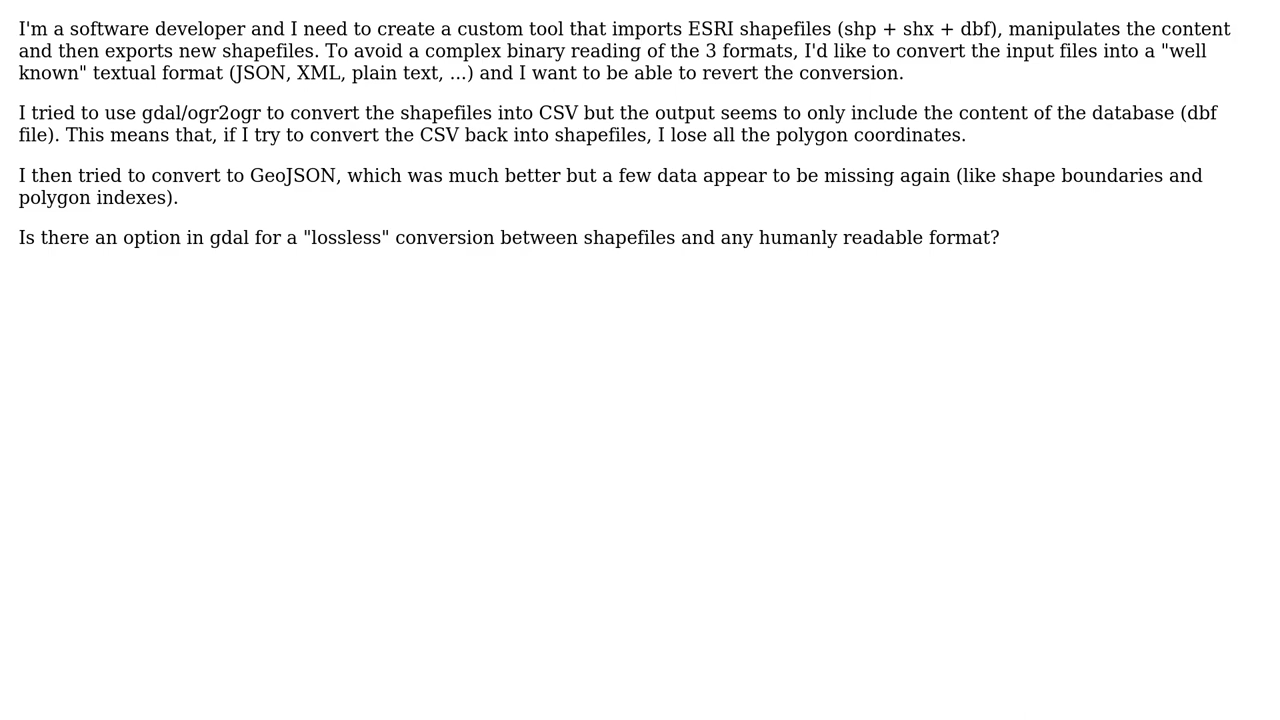 I'm a software developer and I need to create a custom tool that imports ESRI shapefiles (shp + shx + dbf), manipulates the content
and then exports new shapefiles. To avoid a complex binary reading of the 3 formats, I'd like to convert the input files into a "well
known" textual format (JSON, XML, plain text, ...) and I want to be able to revert the conversion.
I tried to use gdal/ogr2ogr to convert the shapefiles into CSV but the output seems to only include the content of the database (dbf
file). This means that, if I try to convert the CSV back into shapefiles, I lose all the polygon coordinates.
I then tried to convert to GeoJSON, which was much better but a few data appear to be missing again (like shape boundaries and
polygon indexes).
Is there an option in gdal for a "lossless" conversion between shapefiles and any humanly readable format?